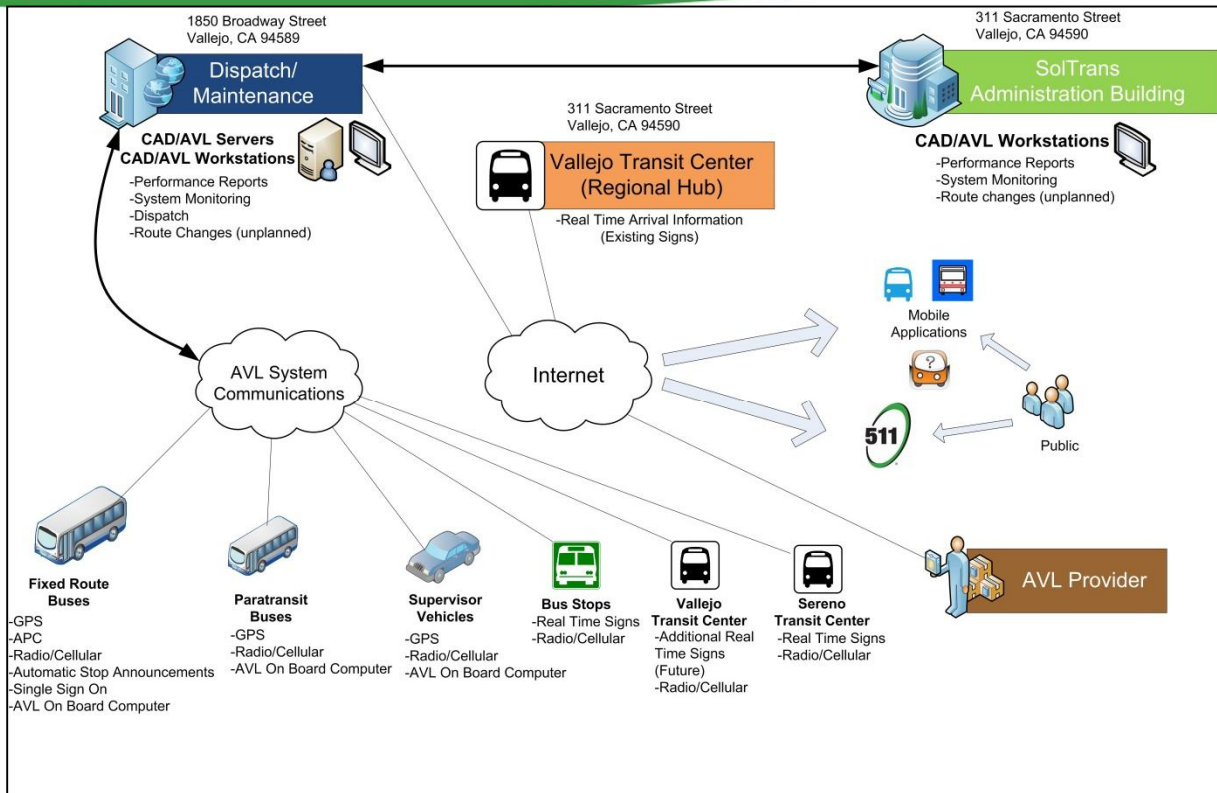 1850 Broadway Street
Vallejo, CA 94589
Dispatch/
Maintenance
CAD/AVL Servers
CAD/AVL Workstations
-Performance Reports
-System Monitoring
-Dispatch
-Route Changes (unplanned)
311 Sacramento Street
Vallejo, CA 94590
Vallejo Transit Center
(Regional Hub)
-Real Time Arrival Information
(Existing Signs)
311 Sacramento Street
Vallejo, CA 94590
SolTrans
Administration Building
CAD/AVL Workstations
-Performance Reports
-System Monitoring
-Route changes (unplanned)
AVL System
Communications
Internet
Mobile
Applications
?
511
Public
Fixed Route
Buses
-GPS
-APC
-Radio/Cellular
-Automatic Stop Announcements
-Single Sign On
-AVL On Board Computer
Paratransit
Buses
-GPS
-Radio/Cellular
-AVL On Board Computer
Supervisor
Vehicles
-GPS
-Radio/Cellular
-AVL On Board Computer
Bus Stops
-Real Time Signs
-Radio/Cellular
Vallejo
Transit Center
-Additional Real
Time Signs
(Future)
-Radio/Cellular
Sereno
Transit Center
-Real Time Signs
-Radio/Cellular
AVL Provider